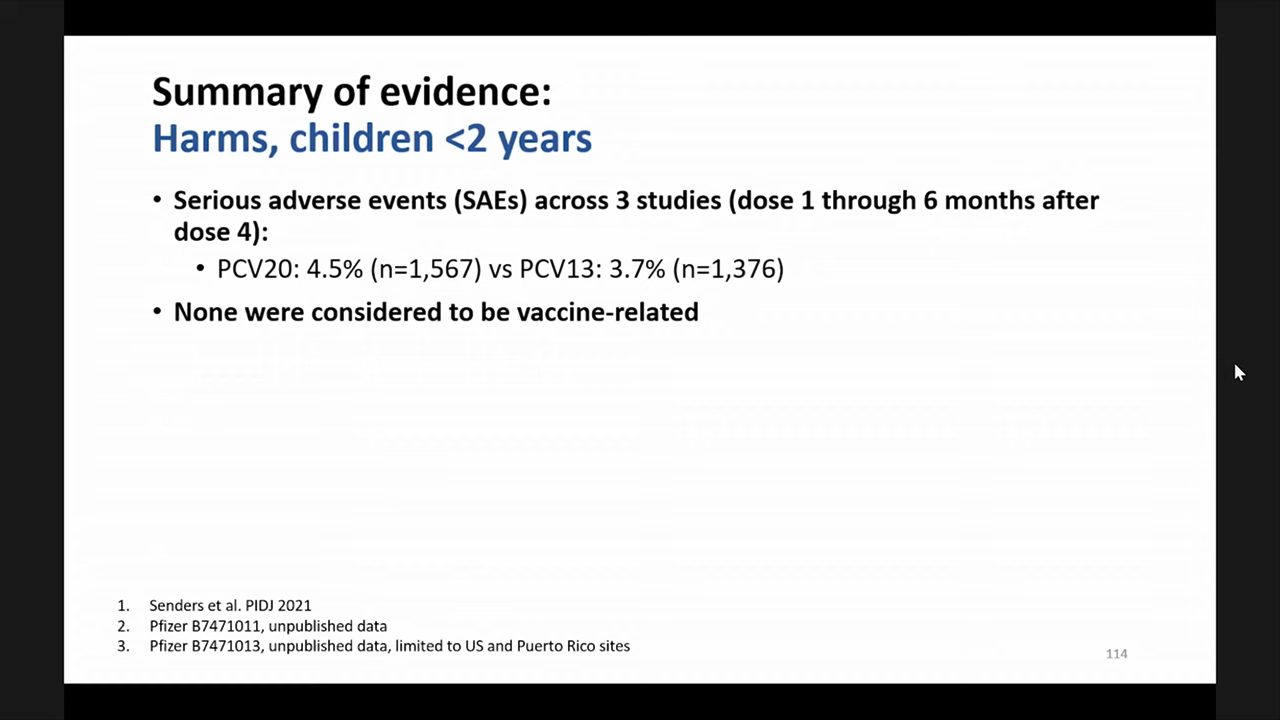 Summary of evidence:
Harms, children <2 years
• Serious adverse events (SAEs) across 3 studies (dose 1 through 6 months after
dose 4):
• PCV20: 4.5% (n=1,567) vs PCV13: 3.7% (n=1,376)
• None were considered to be vaccine-related
1. Senders et al. PIDJ 2021
2. Pfizer B7471011, unpublished data
3. Pfizer B7471013, unpublished data, limited to US and Puerto Rico sites
114